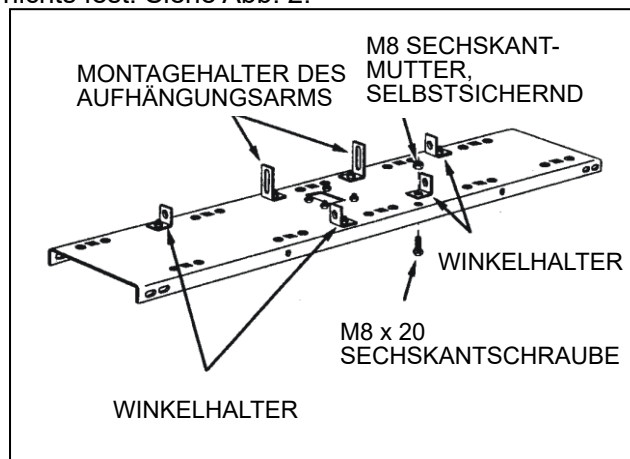 MONTAGEHALTER DES
AUFHÄNGUNGSARMS
M8 SECHSKANT-
MUTTER,
SELBSTSICHERND
WINKELHALTER
M8 x 20
SECHSKANTSCHRAUBE
WINKELHALTER